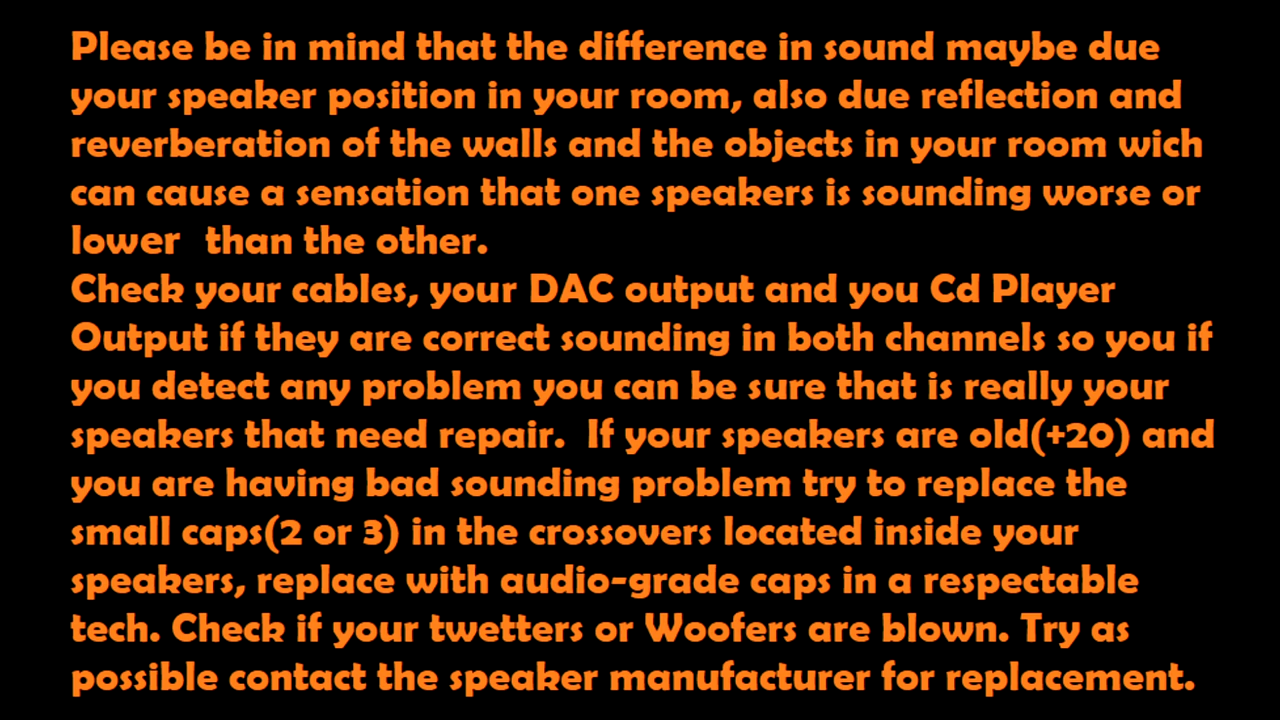 Please be in mind that the difference in sound maybe due
your speaker position in your room, also due reflection and
reverberation of the walls and the objects in your room wich
can cause a sensation that one speakers is sounding worse or
lower  than the other.
Check your cables, your DAC output and you Cd Player
Output if they are correct sounding in both channels so you if
you detect any problem you can be sure that is really your
speakers that need repair.  If your speakers are old(+20) and
you are having bad sounding problem try to replace the
small caps(2 or 3) in the crossovers located inside your
speakers, replace with audio-grade caps in a respectable
tech. Check if your twetters or Woofers are blown. Try as
possible contact the speaker manufacturer for replacement.